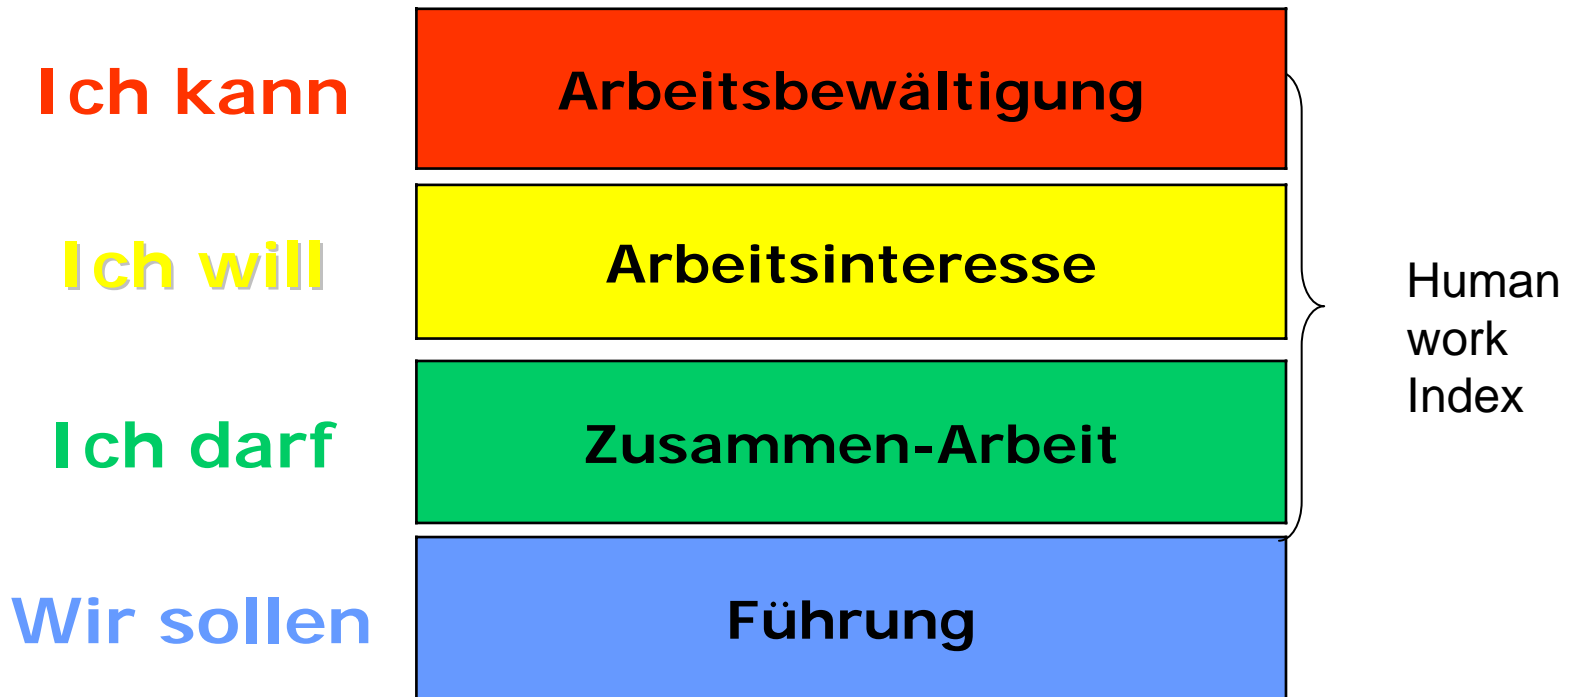 Ich kann
Arbeitsbewältigung
Ich will
Arbeitsinteresse
Ich darf
Zusammen-Arbeit
Wir sollen
Führung
Human
work
Index